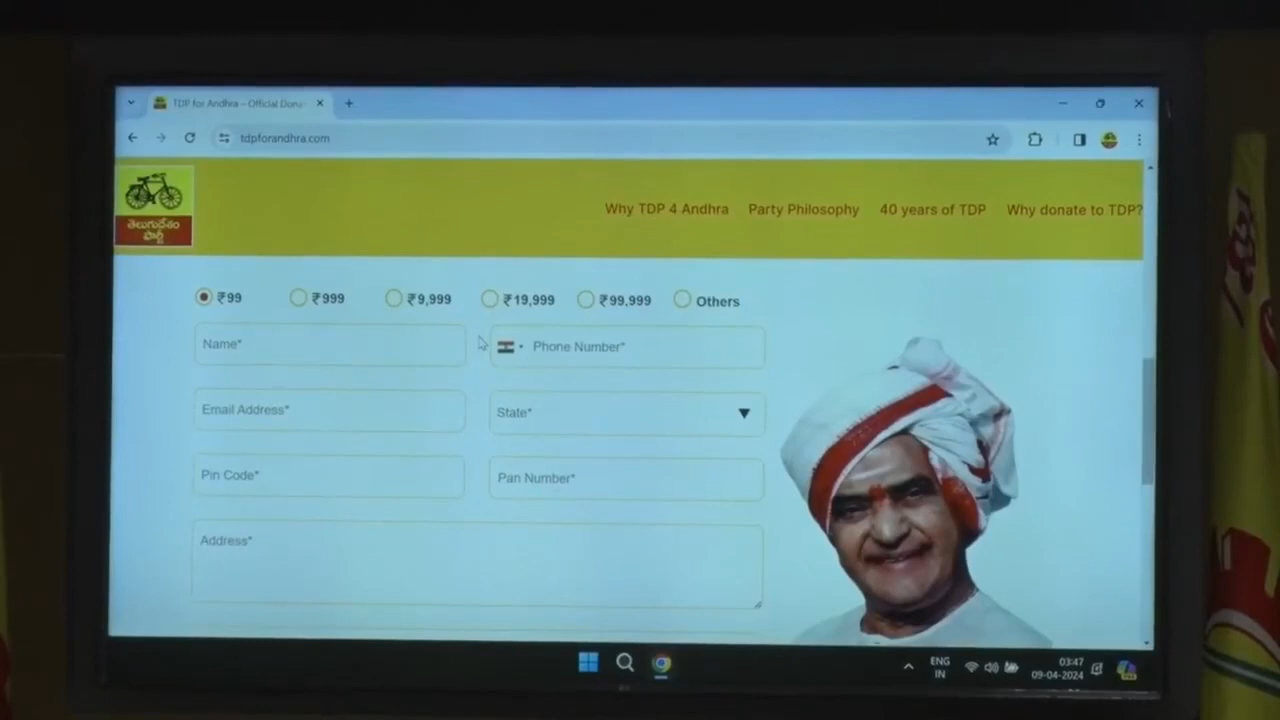 TDP for Andhra – Official Dona
tdpforandhra.com
తెలుగుదేశం
పార్టీ
Why TDP 4 Andhra
Party Philosophy
40 years of TDP
Why donate to TDP?
₹99
₹999
₹9,999
₹19,999
₹99,999
Others
Name*
Phone Number*
Email Address*
State*
Pin Code*
Pan Number*
Address*
ENG
IN
03:47
09-04-2024